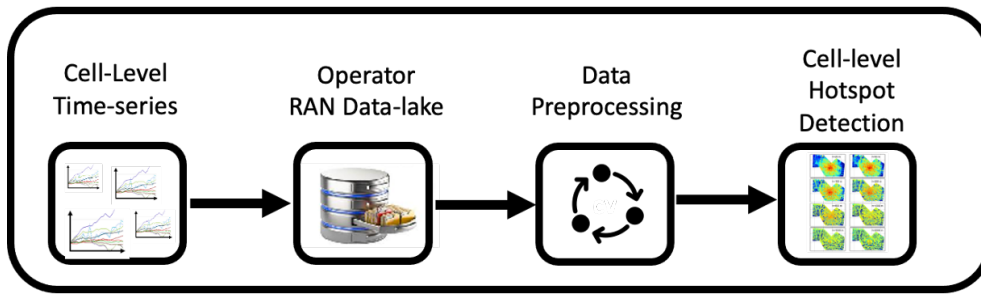 Cell-Level
Time-series
Operator
RAN Data-lake
Data
Preprocessing
Cell-level
Hotspot
Detection